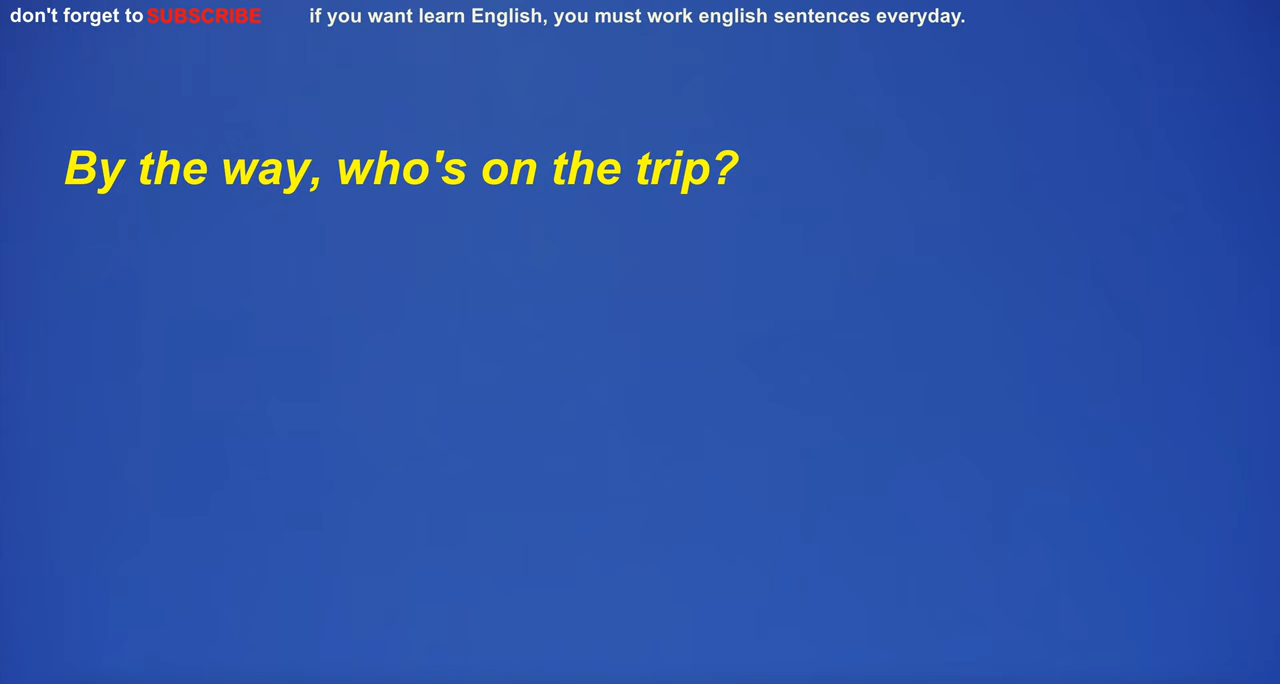 don't forget to SUBSCRIBE if you want learn English, you must work english sentences everyday.
By the way, who's on the trip?